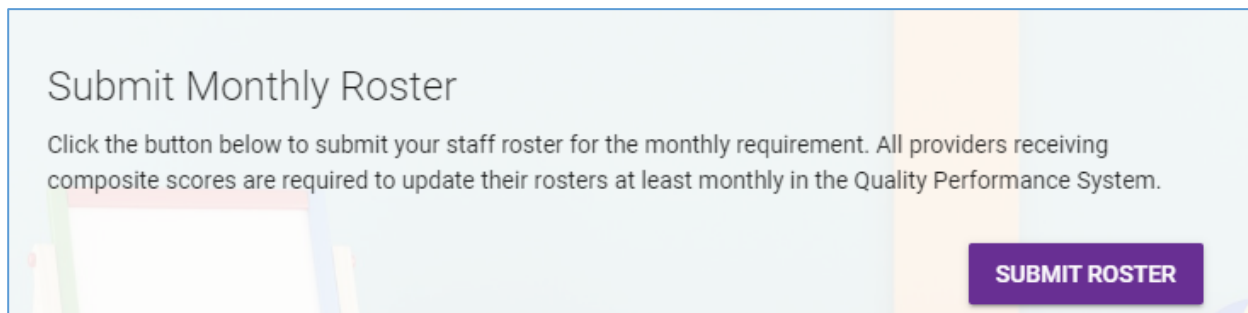 Submit Monthly Roster
Click the button below to submit your staff roster for the monthly requirement. All providers receiving
composite scores are required to update their rosters at least monthly in the Quality Performance System.
SUBMIT ROSTER